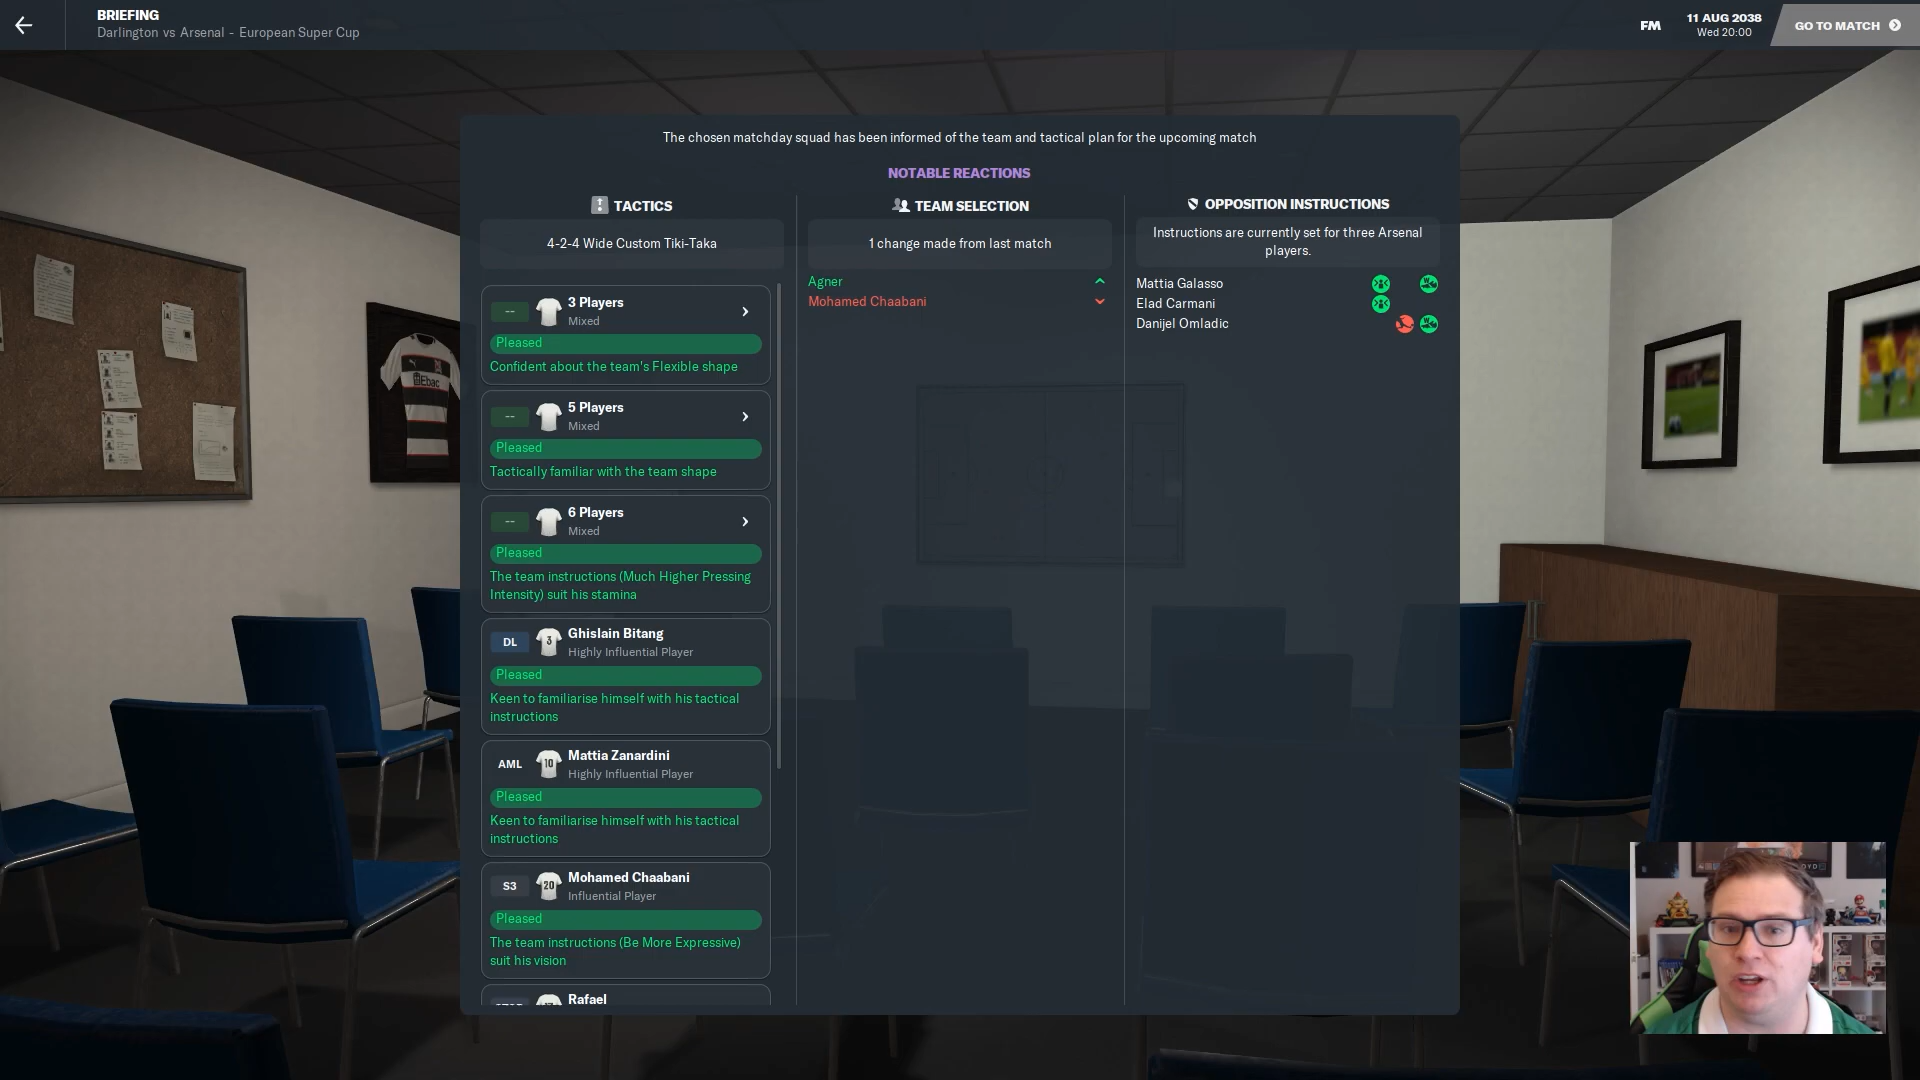 BRIEFING
Darlington vs Arsenal - European Super Cup
FM
11 AUG 2038
Wed 20:00
GO TO MATCH
The chosen matchday squad has been informed of the team and tactical plan for the upcoming match
NOTABLE REACTIONS
TACTICS
4-2-4 Wide Custom Tiki-Taka
-- 3 Players
Mixed
Pleased
Confident about the team's Flexible shape
-- 5 Players
Mixed
Pleased
Tactically familiar with the team shape
-- 6 Players
Mixed
Pleased
The team instructions (Much Higher Pressing
Intensity) suit his stamina
DL 3 Ghislain Bitang
Highly Influential Player
Pleased
Keen to familiarise himself with his tactical
instructions
AML 10 Mattia Zanardini
Highly Influential Player
Pleased
Keen to familiarise himself with his tactical
instructions
S3 20 Mohamed Chaabani
Influential Player
Pleased
The team instructions (Be More Expressive)
suit his vision
Rafael
TEAM SELECTION
1 change made from last match
Agner
Mohamed Chaabani
OPPOSITION INSTRUCTIONS
Instructions are currently set for three Arsenal
players.
Mattia Galasso
Elad Carmani
Danijel Omladic
Ebac